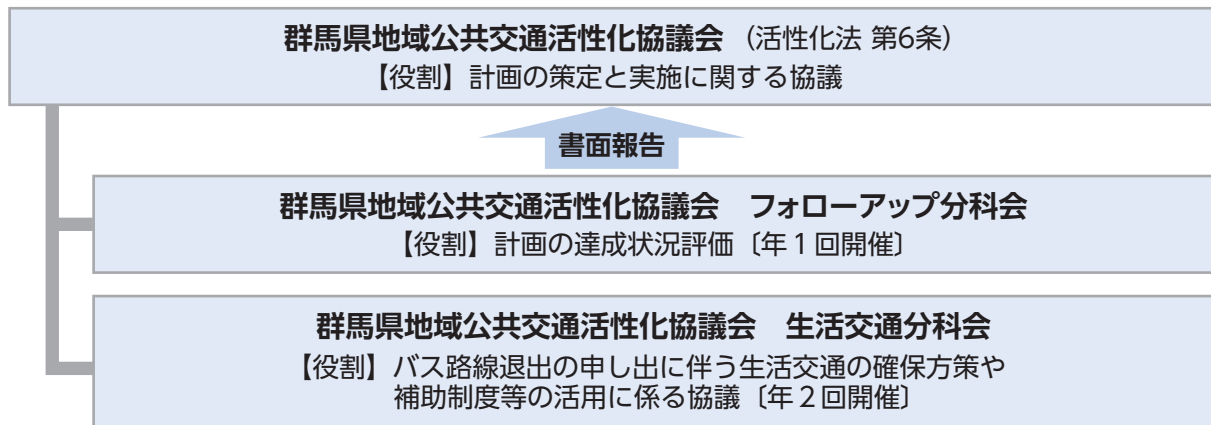 群馬県地域公共交通活性化協議会 （活性化法 第6条）
【役割】計画の策定と実施に関する協議
書面報告
群馬県地域公共交通活性化協議会　フォローアップ分科会
【役割】計画の達成状況評価〔年１回開催〕
群馬県地域公共交通活性化協議会　生活交通分科会
【役割】バス路線退出の申し出に伴う生活交通の確保方策や
補助制度等の活用に係る協議〔年２回開催〕